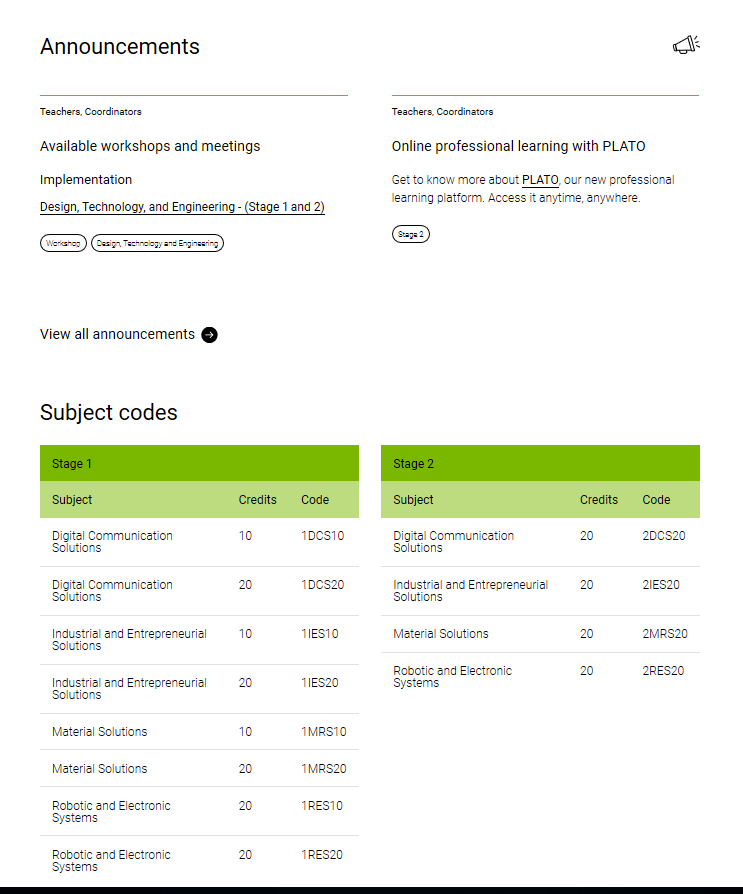 Announcements
Teachers, Coordinators
Available workshops and meetings
Implementation
Design, Technology, and Engineering - (Stage 1 and 2)
Workshop
Design, Technology and Engineering
Teachers, Coordinators
Online professional learning with PLATO
Get to know more about PLATO, our new professional
learning platform. Access it anytime, anywhere.
Stage 2
View all announcements
Subject codes
Stage 1
Subject Credits Code
Digital Communication
Solutions 10 1DCS10
Digital Communication
Solutions 20 1DCS20
Industrial and Entrepreneurial
Solutions 10 1IES10
Industrial and Entrepreneurial
Solutions 20 1IES20
Material Solutions 10 1MRS10
Material Solutions 20 1MRS20
Robotic and Electronic
Systems 20 1RES10
Robotic and Electronic
Systems 20 1RES20
Stage 2
Subject Credits Code
Digital Communication
Solutions 20 2DCS20
Industrial and Entrepreneurial
Solutions 20 2IES20
Material Solutions 20 2MRS20
Robotic and Electronic
Systems 20 2RES20